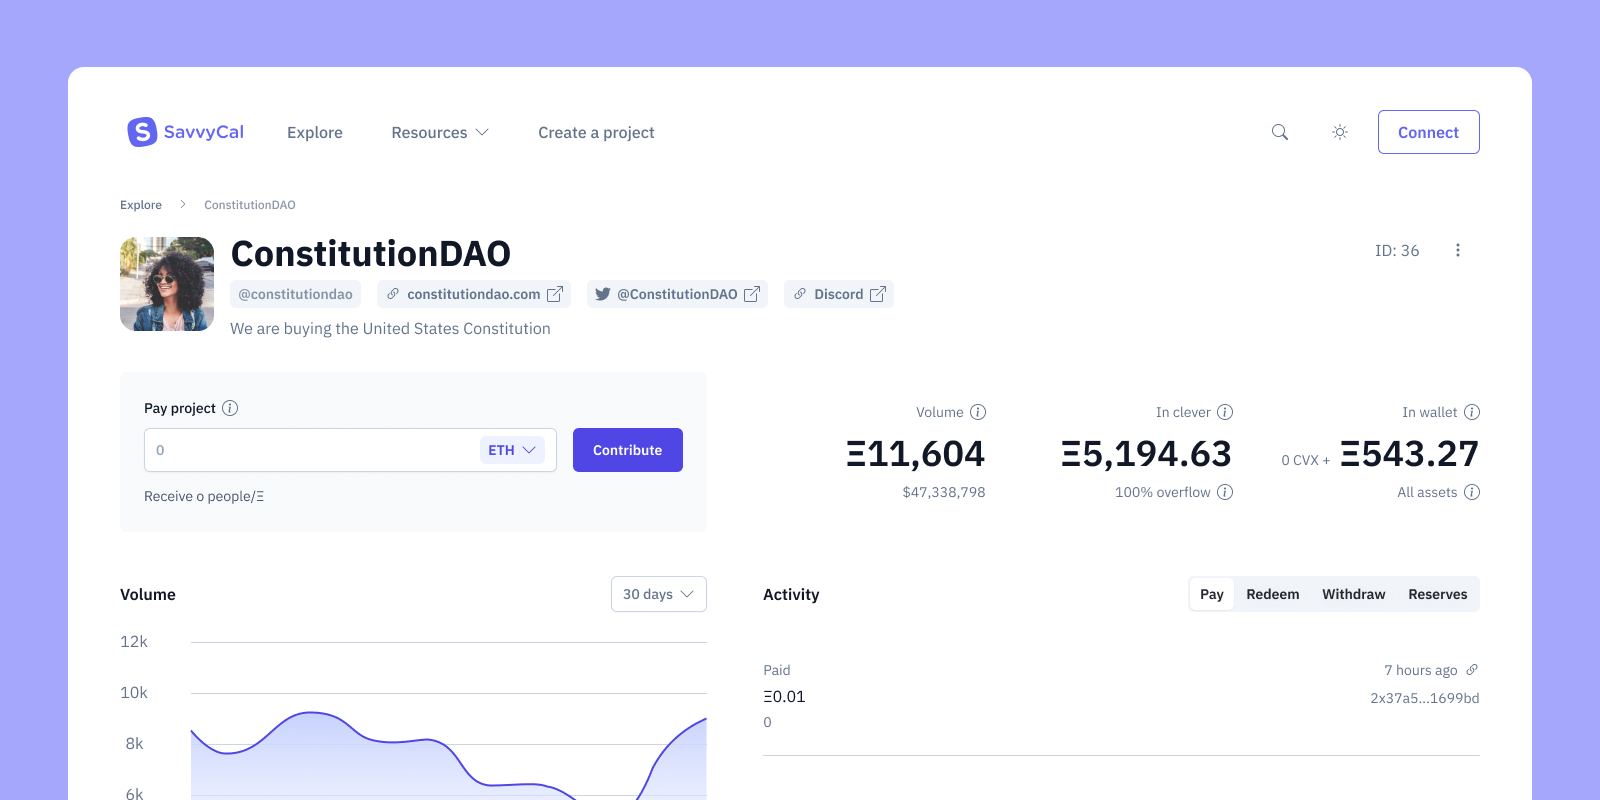 S SavvyCal Explore Resources Create a project Connect
Explore ConstitutionDAO
ConstitutionDAO
ID: 36
@constitutiondao constitutiondao.com @ConstitutionDAO Discord
We are buying the United States Constitution
Pay project
0 ETH Contribute
Receive o people/Ξ
Volume In clever In wallet
Ξ11,604 Ξ5,194.63 0 CVX + Ξ543.27
$47,338,798 100% overflow All assets
Volume 30 days
12k
10k
8k
6k
Activity Pay Redeem Withdraw Reserves
Paid 7 hours ago
Ξ0.01 2x37a5...1699bd
0